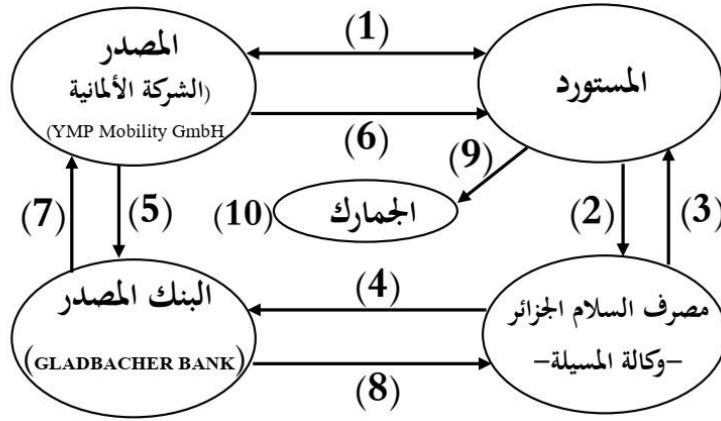 (1)
المصدر
(الشركة الألمانية
(YMP Mobility GmbH
المستورد
(6)
(9)
(7)
(5)
(10)
الجمارك
(2)
(3)
البنك المصدر
(GLADBACHER BANK)
(4)
مصرف السلام الجزائر
-وكالة المسيلة-
(8)